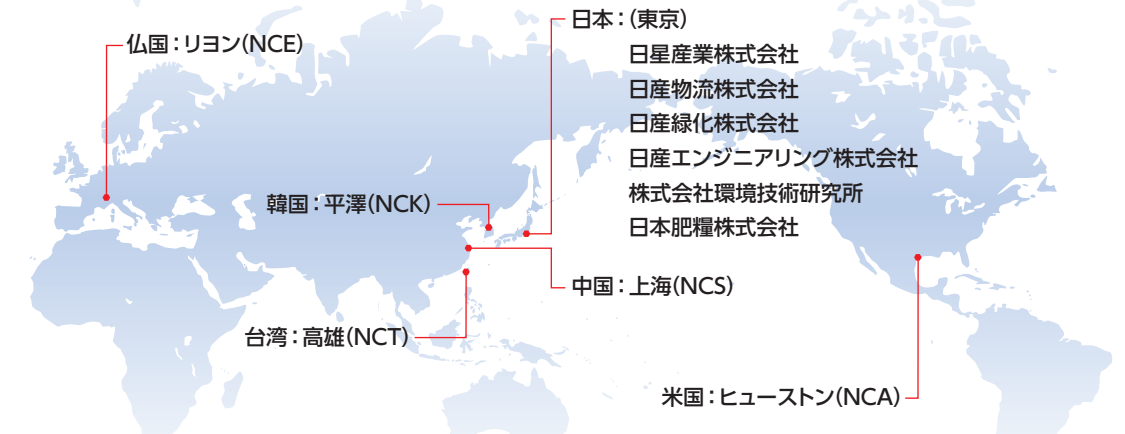 仏国：リヨン(NCE)
日本：(東京)
日星産業株式会社
日産物流株式会社
日産緑化株式会社
日産エンジニアリング株式会社
株式会社環境技術研究所
日本肥糧株式会社
韓国：平澤(NCK)
中国：上海(NCS)
台湾：高雄(NCT)
米国：ヒューストン(NCA)